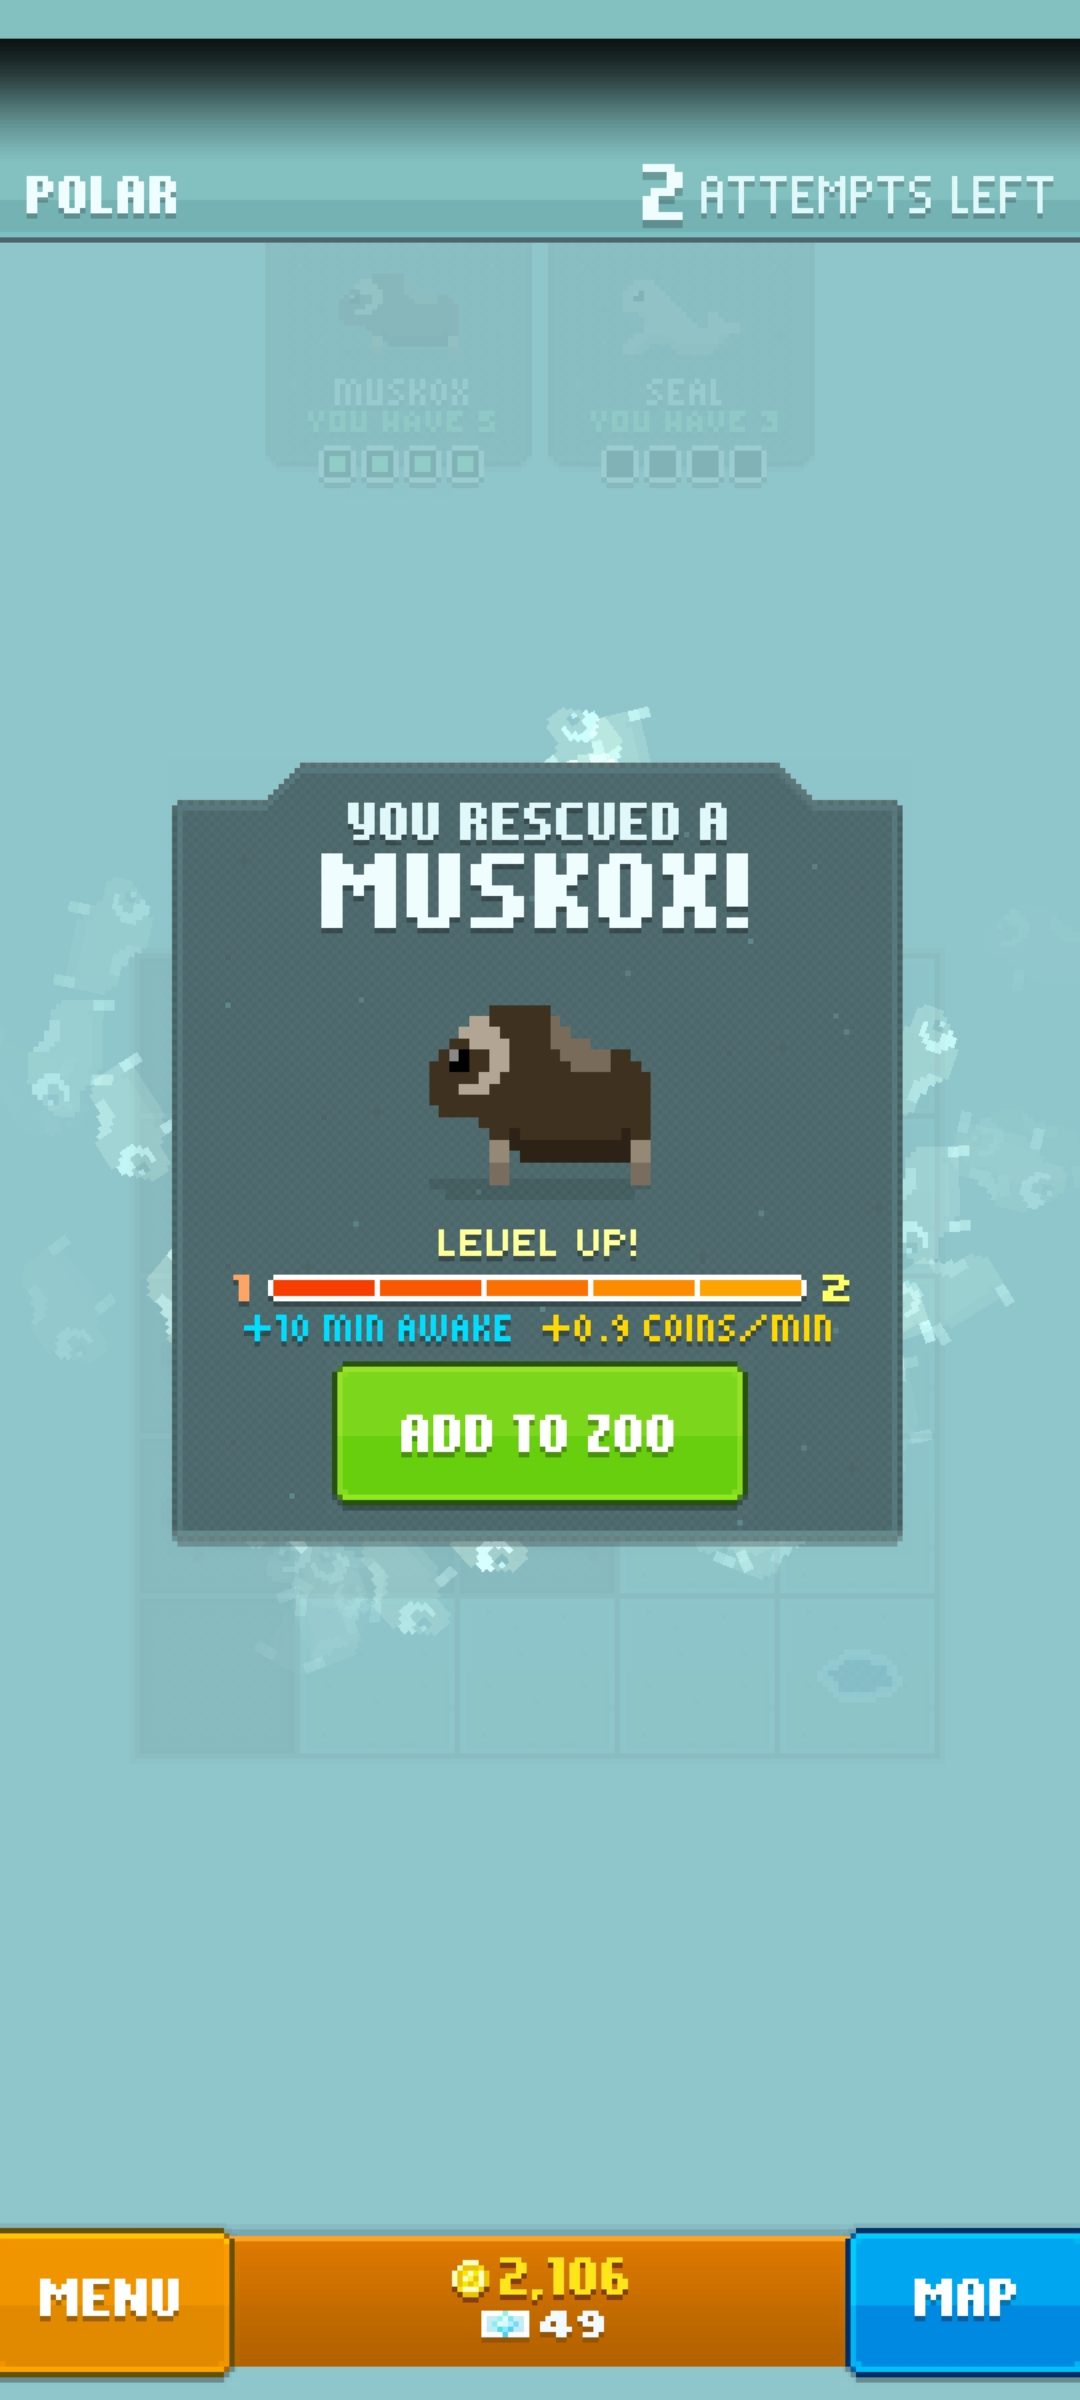 POLAR
2 ATTEMPTS LEFT
MUSKOX
YOU HAVE 5
SEAL
YOU HAVE 3
YOU RESCUED A
MUSKOX!
LEVEL UP!
1
2
+10 MIN AWAKE
+0.9 COINS/MIN
ADD TO ZOO
MENU
2,106
49
MAP